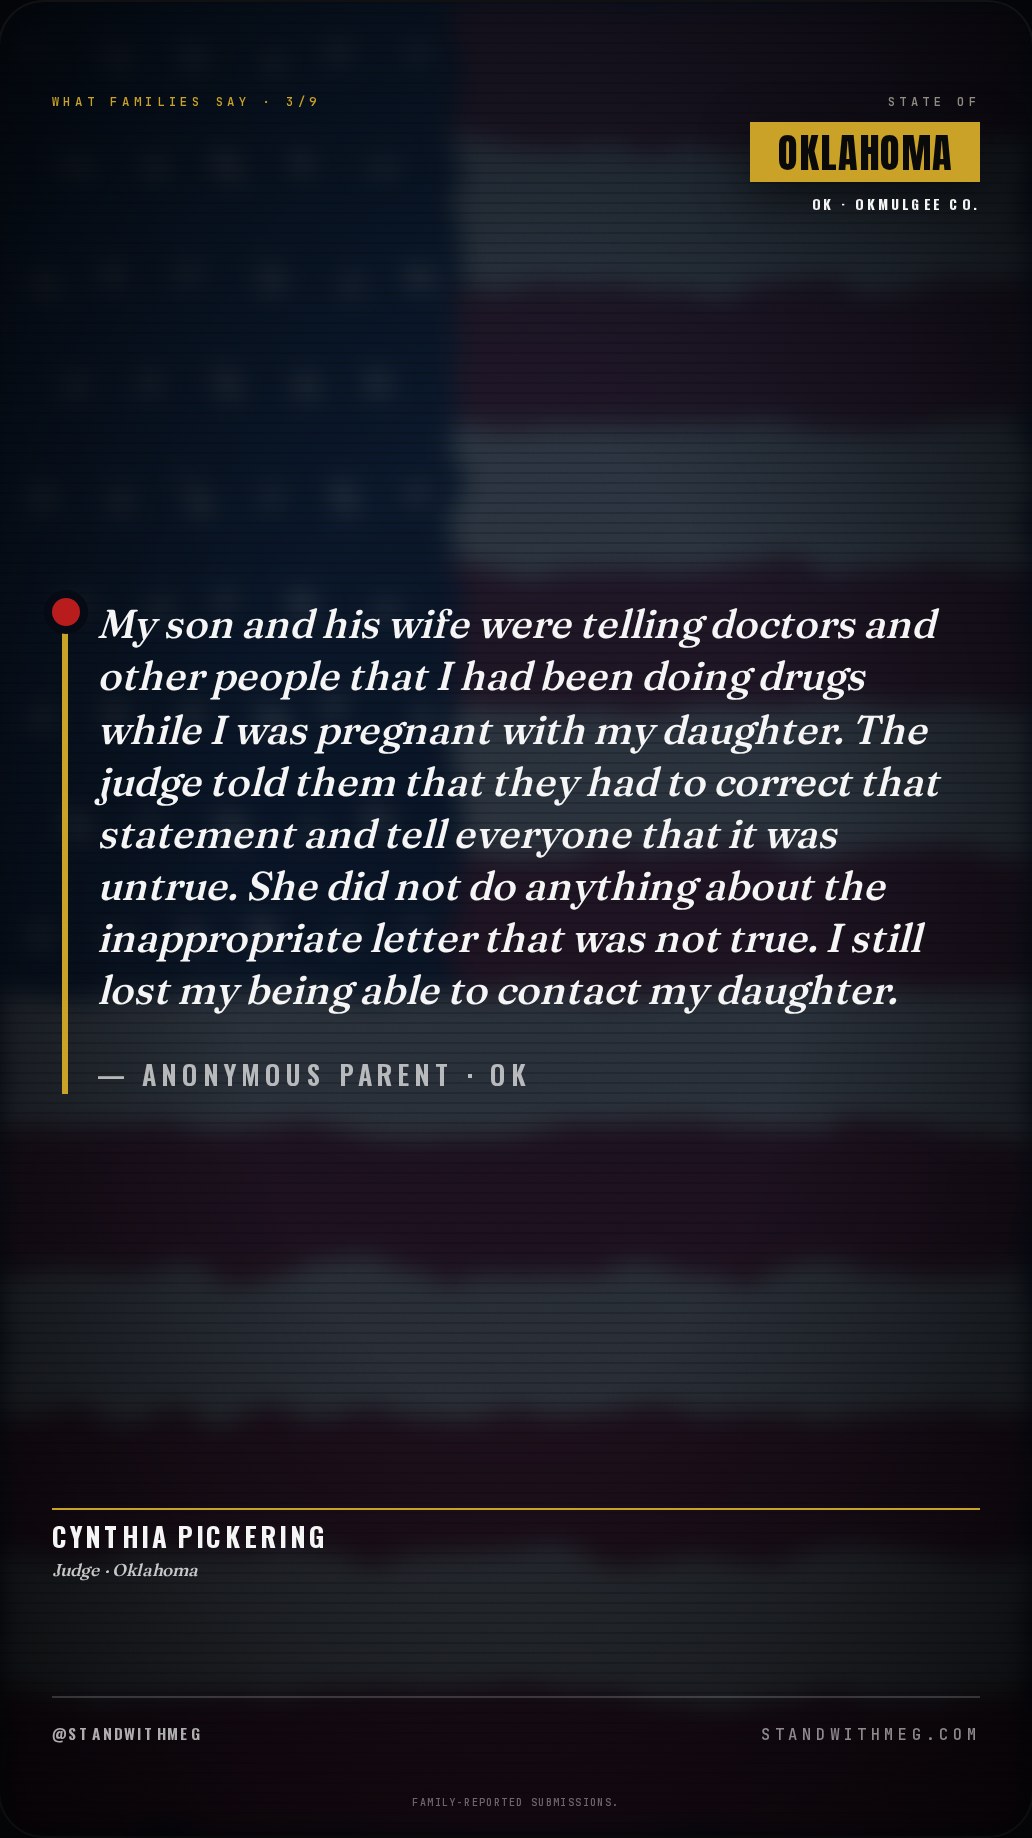 WHAT FAMILIES SAY · 3/9
STATE OF
OKLAHOMA
OK · OKMULGEE CO.
My son and his wife were telling doctors and
other people that I had been doing drugs
while I was pregnant with my daughter. The
judge told them that they had to correct that
statement and tell everyone that it was
untrue. She did not do anything about the
inappropriate letter that was not true. I still
lost my being able to contact my daughter.
— ANONYMOUS PARENT · OK
CYNTHIA PICKERING
Judge · Oklahoma
@STANDWITHMEG
STANDWITHMEG.COM
FAMILY-REPORTED SUBMISSIONS.